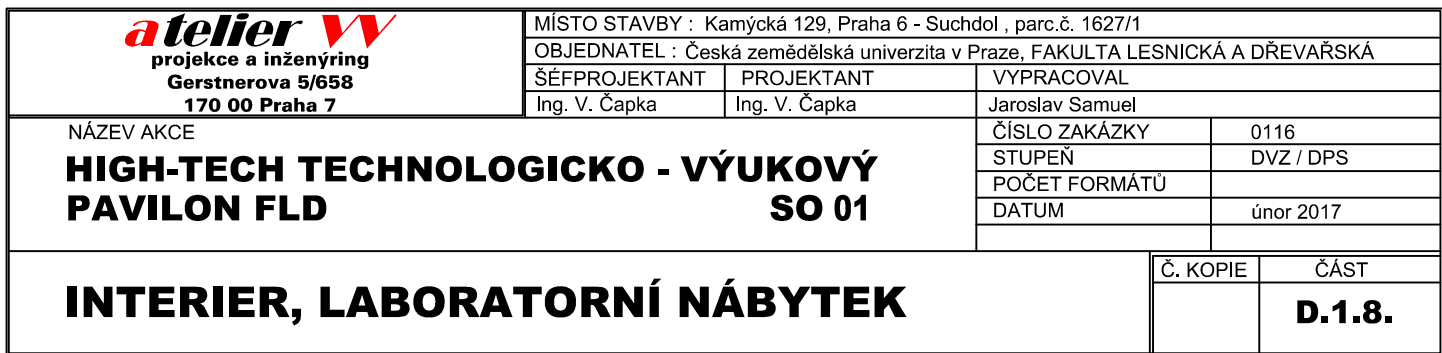 atelier VV
projekce a inženýring
Gerstnerova 5/658
170 00 Praha 7
MÍSTO STAVBY : Kamýcká 129, Praha 6 - Suchdol , parc.č. 1627/1
OBJEDNATEL : Česká zemědělská univerzita v Praze, FAKULTA LESNICKÁ A DŘEVAŘSKÁ
ŠÉFPROJEKTANT PROJEKTANT VYPRACOVAL
Ing. V. Čapka Ing. V. Čapka Jaroslav Samuel
NÁZEV AKCE
HIGH-TECH TECHNOLOGICKO - VÝUKOVÝ
PAVILON FLD SO 01
ČÍSLO ZAKÁZKY 0116
STUPEŇ DVZ / DPS
POČET FORMÁTŮ
DATUM únor 2017
INTERIER, LABORATORNÍ NÁBYTEK
Č. KOPIE ČÁST
D.1.8.